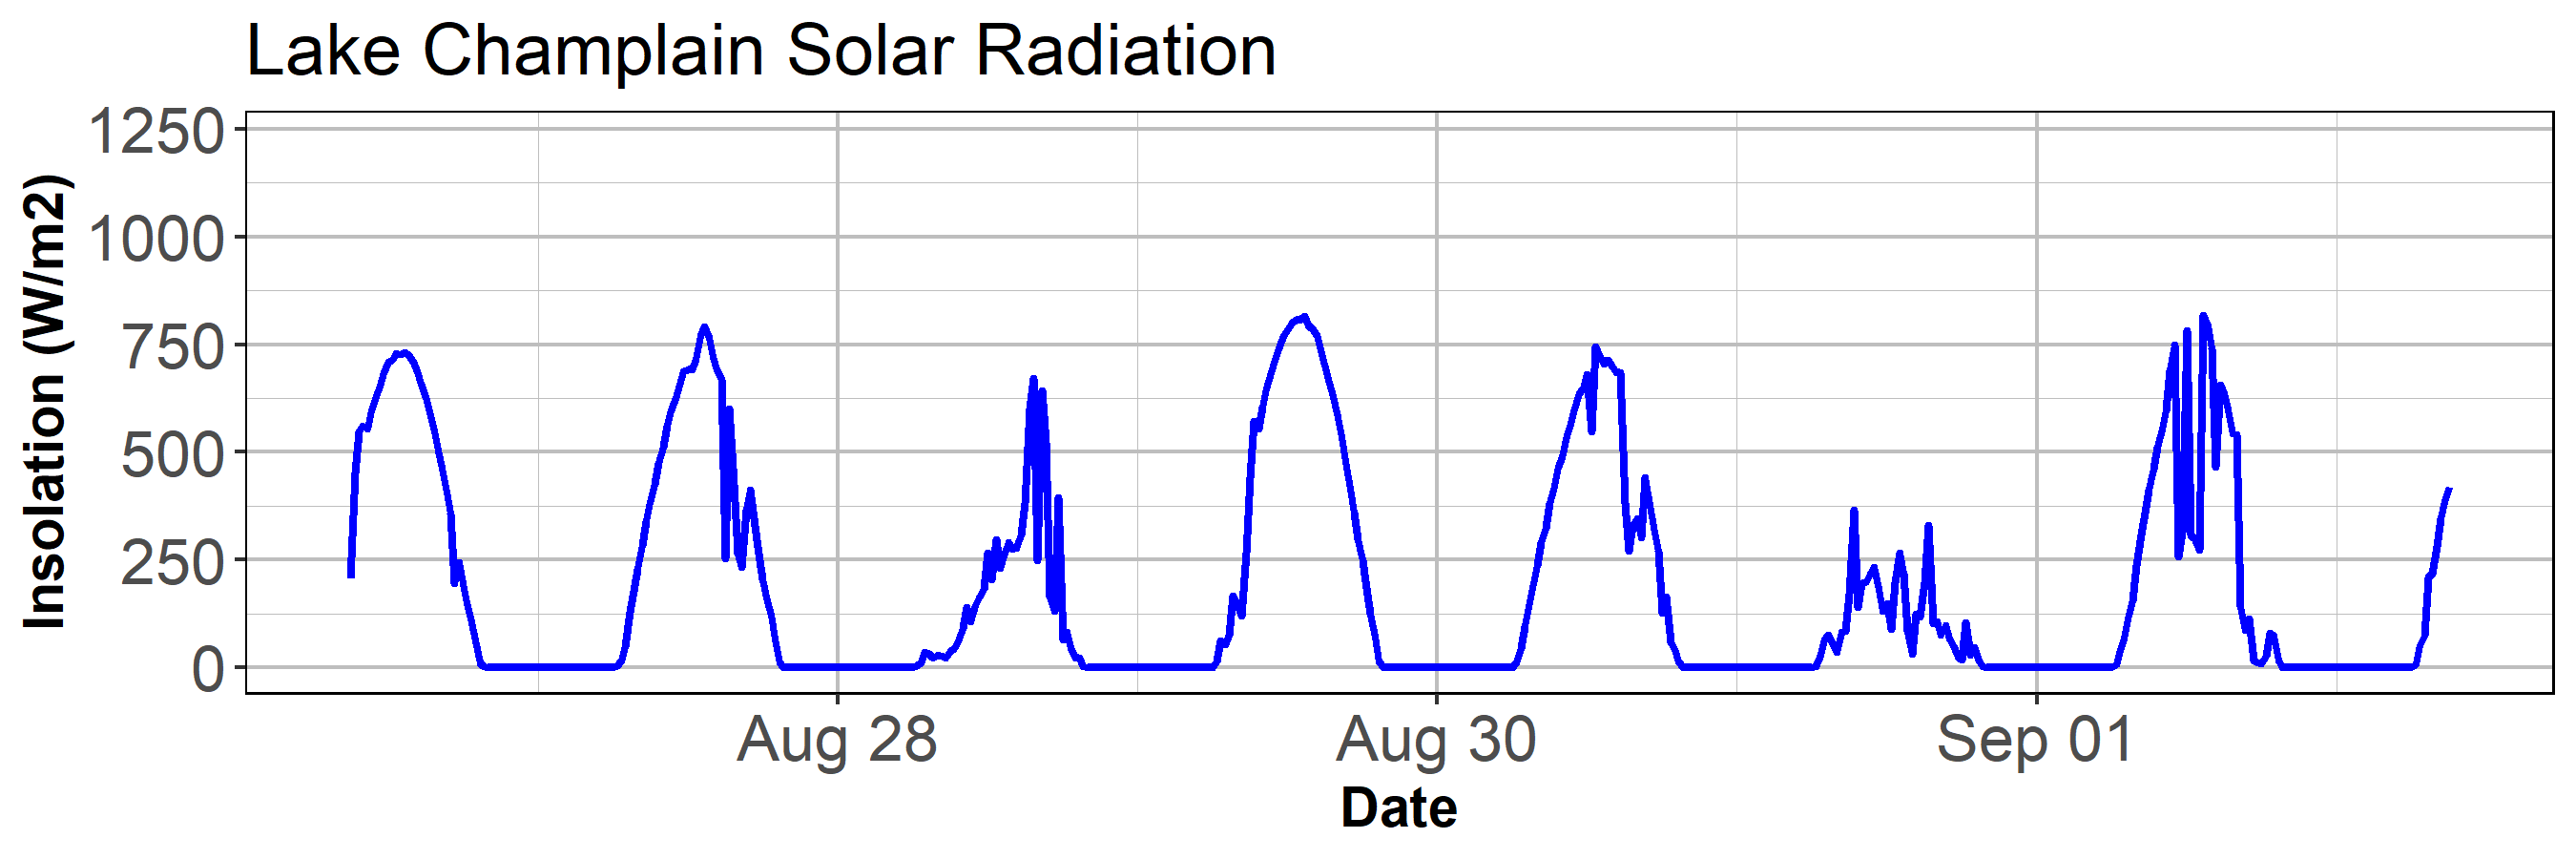 Lake Champlain Solar Radiation
Insolation (W/m2)
1250
1000
750
500
250
0
Aug 28 Aug 30 Sep 01
Date